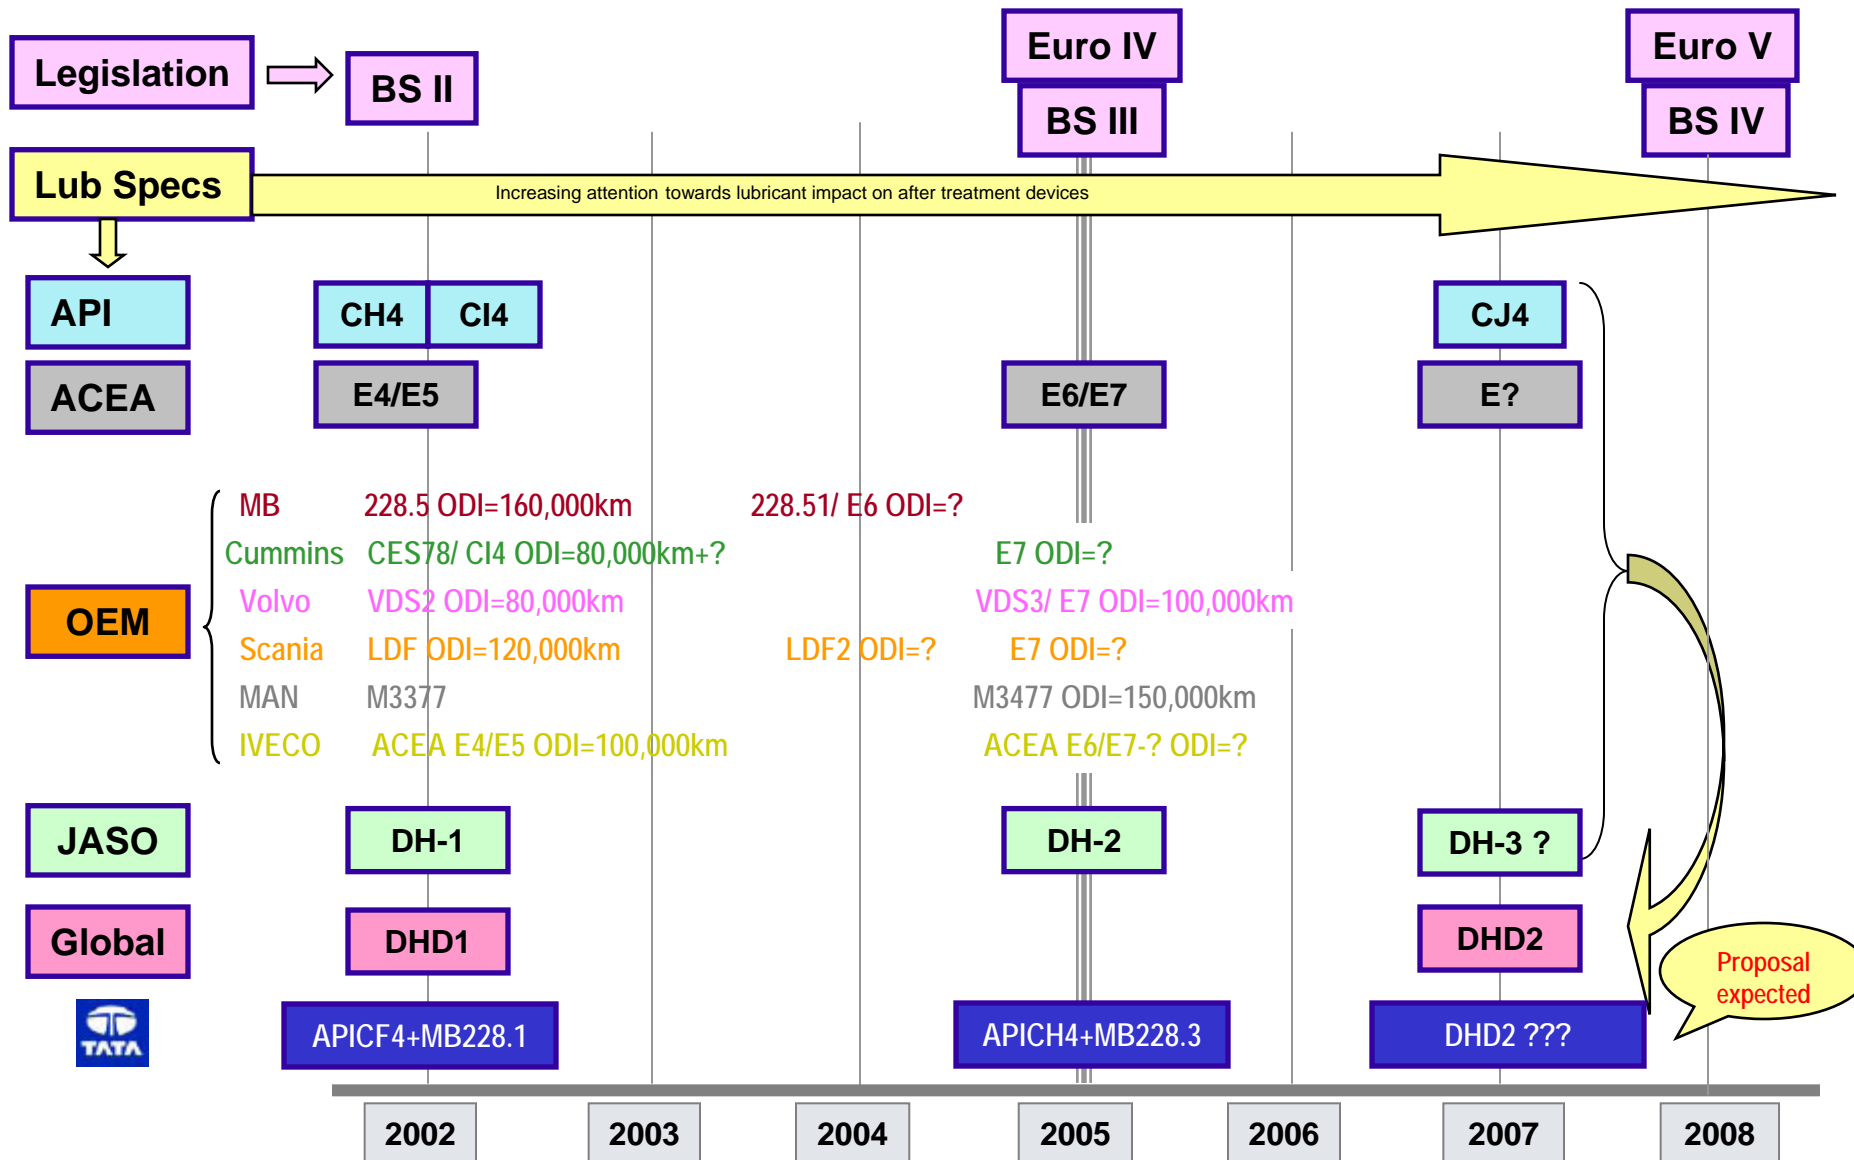 Legislation
BS II
Euro IV
BS III
Euro V
BS IV
Lub Specs
Increasing attention towards lubricant impact on after treatment devices
API
CH4
CI4
CJ4
ACEA
E4/E5
E6/E7
E?
OEM
MB 228.5 ODI=160,000km 228.51/ E6 ODI=?
Cummins CES78/ CI4 ODI=80,000km+? E7 ODI=?
Volvo VDS2 ODI=80,000km VDS3/ E7 ODI=100,000km
Scania LDF ODI=120,000km LDF2 ODI=? E7 ODI=?
MAN M3377 M3477 ODI=150,000km
IVECO ACEA E4/E5 ODI=100,000km ACEA E6/E7-? ODI=?
JASO
DH-1
DH-2
DH-3 ?
Global
DHD1
DHD2
Proposal
expected
TATA
APICF4+MB228.1
APICH4+MB228.3
DHD2 ???
2002
2003
2004
2005
2006
2007
2008